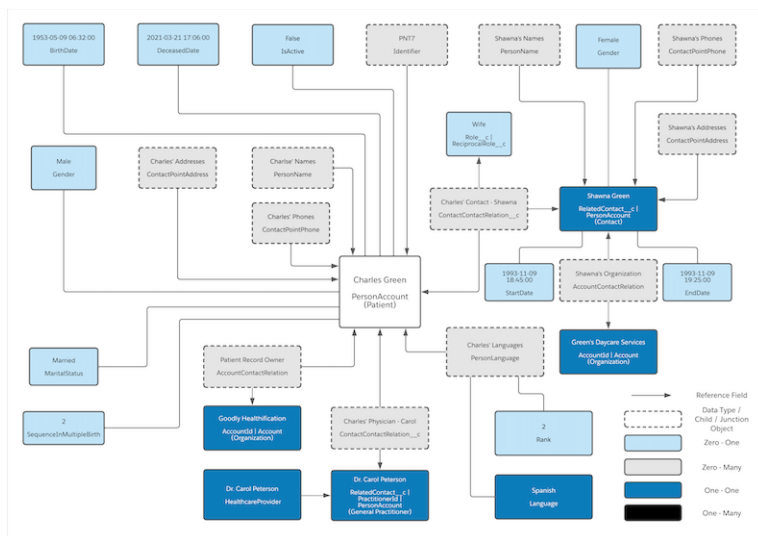 1953-05-09 06:32:00
BirthDate
2021-03-21 17:06:00
DeceasedDate
False
IsActive
PNT7
Identifier
Shawna's Names
PersonName
Female
Gender
Shawna's Phones
ContactPointPhone
Wife
Role__c |
ReciprocalRole__c
Shawna's Addresses
ContactPointAddress
Male
Gender
Charles' Addresses
ContactPointAddress
Charlse' Names
PersonName
Charles' Phones
ContactPointPhone
Charles' Contact - Shawna
ContactContactRelation__c
Shawna Green
RelatedContact__c |
PersonAccount
(Contact)
Charles Green
PersonAccount
(Patient)
1993-11-09
18:45:00
StartDate
Shawna's Organization
AccountContactRelation
1993-11-09
19:25:00
EndDate
Married
MaritalStatus
Patient Record Owner
AccountContactRelation
Charles' Languages
PersonLanguage
Green's Daycare Services
AccountId | Account
(Organization)
2
SequenceInMultipleBirth
Goodly Healthification
AccountId | Account
(Organization)
Charles' Physician - Carol
ContactContactRelation__c
2
Rank
Dr. Carol Peterson
HealthcareProvider
Dr. Carol Peterson
RelatedContact__c |
PractitionerId |
PersonAccount
(General Practitioner)
Spanish
Language
Reference Field
Data Type /
Child / Junction
Object
Zero - One
Zero - Many
One - One
One - Many